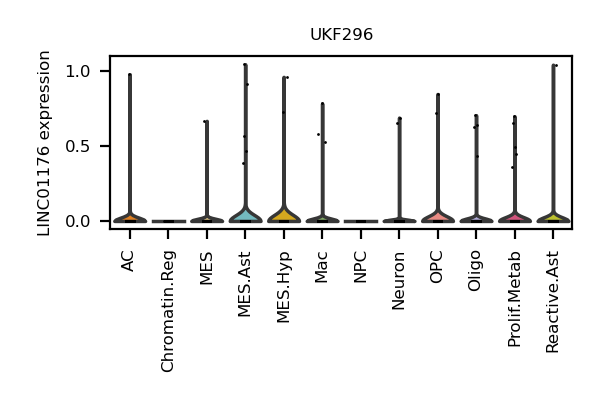 UKF296
LINC01176 expression
1.0
0.5
0.0
AC
Chromatin.Reg
MES
MES.Ast
MES.Hyp
Mac
NPC
Neuron
OPC
Oligo
Prolif.Metab
Reactive.Ast